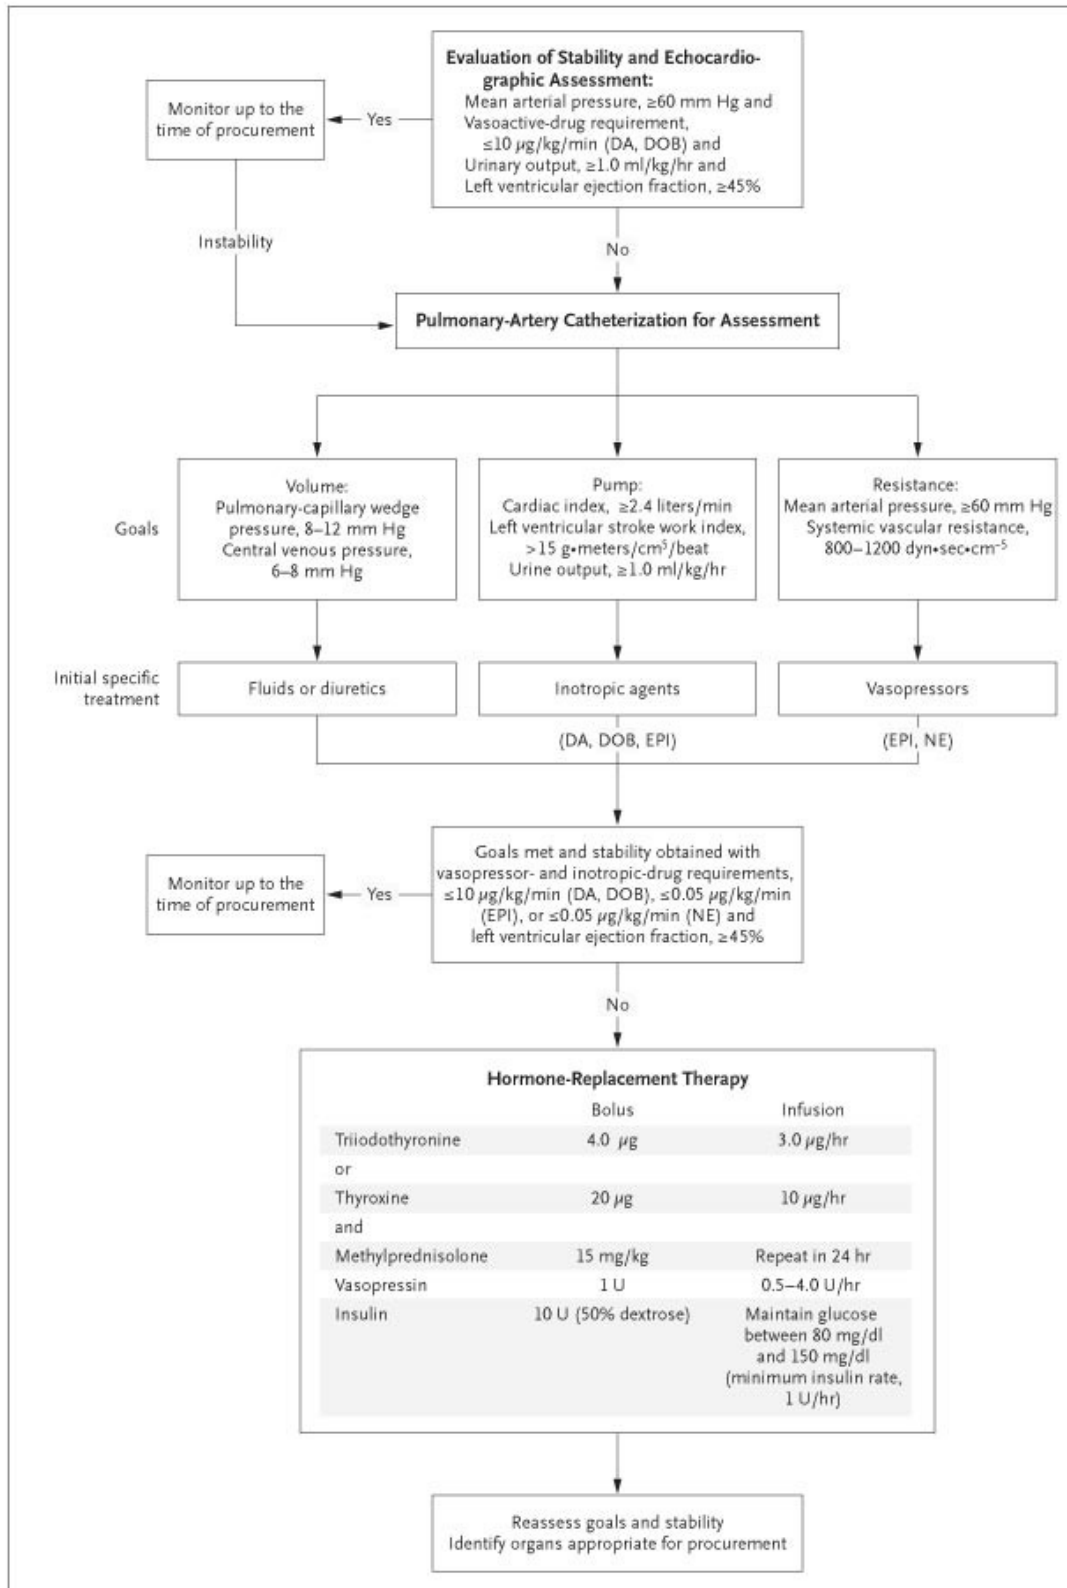 Evaluation of Stability and Echocardio-
graphic Assessment:
Mean arterial pressure, ≥60 mm Hg and
Vasoactive-drug requirement,
≤10 µg/kg/min (DA, DOB) and
Urinary output, ≥1.0 ml/kg/hr and
Left ventricular ejection fraction, ≥45%
Yes
Monitor up to the
time of procurement
Instability
No
Pulmonary-Artery Catheterization for Assessment
Goals
Volume:
Pulmonary-capillary wedge
pressure, 8–12 mm Hg
Central venous pressure,
6–8 mm Hg
Pump:
Cardiac index, ≥2.4 liters/min
Left ventricular stroke work index,
>15 g•meters/cm⁵/beat
Urine output, ≥1.0 ml/kg/hr
Resistance:
Mean arterial pressure, ≥60 mm Hg
Systemic vascular resistance,
800–1200 dyn•sec•cm⁻⁵
Initial specific
treatment
Fluids or diuretics
Inotropic agents
Vasopressors
(DA, DOB, EPI)
(EPI, NE)
Goals met and stability obtained with
vasopressor- and inotropic-drug requirements,
≤10 µg/kg/min (DA, DOB), ≤0.05 µg/kg/min
(EPI), or ≤0.05 µg/kg/min (NE) and
left ventricular ejection fraction, ≥45%
Yes
Monitor up to the
time of procurement
No
Hormone-Replacement Therapy
Bolus Infusion
Triiodothyronine 4.0 µg 3.0 µg/hr
or
Thyroxine 20 µg 10 µg/hr
and
Methylprednisolone 15 mg/kg Repeat in 24 hr
Vasopressin 1 U 0.5–4.0 U/hr
Insulin 10 U (50% dextrose) Maintain glucose
between 80 mg/dl
and 150 mg/dl
(minimum insulin rate,
1 U/hr)
Reassess goals and stability
Identify organs appropriate for procurement